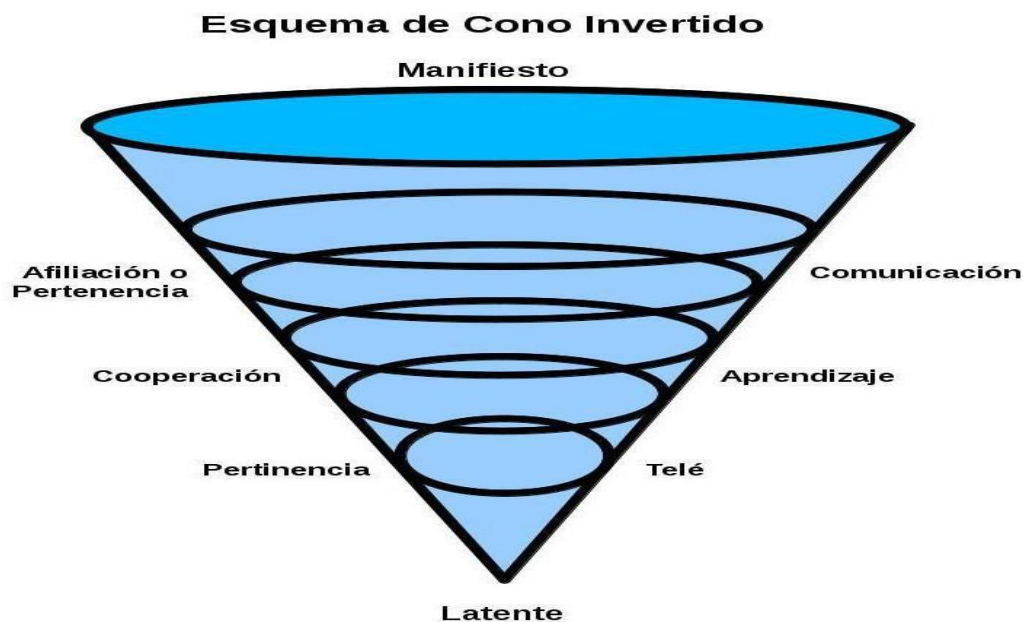 Esquema de Cono Invertido
Manifiesto
Afiliación o
Pertenencia
Comunicación
Cooperación
Aprendizaje
Pertinencia
Telé
Latente